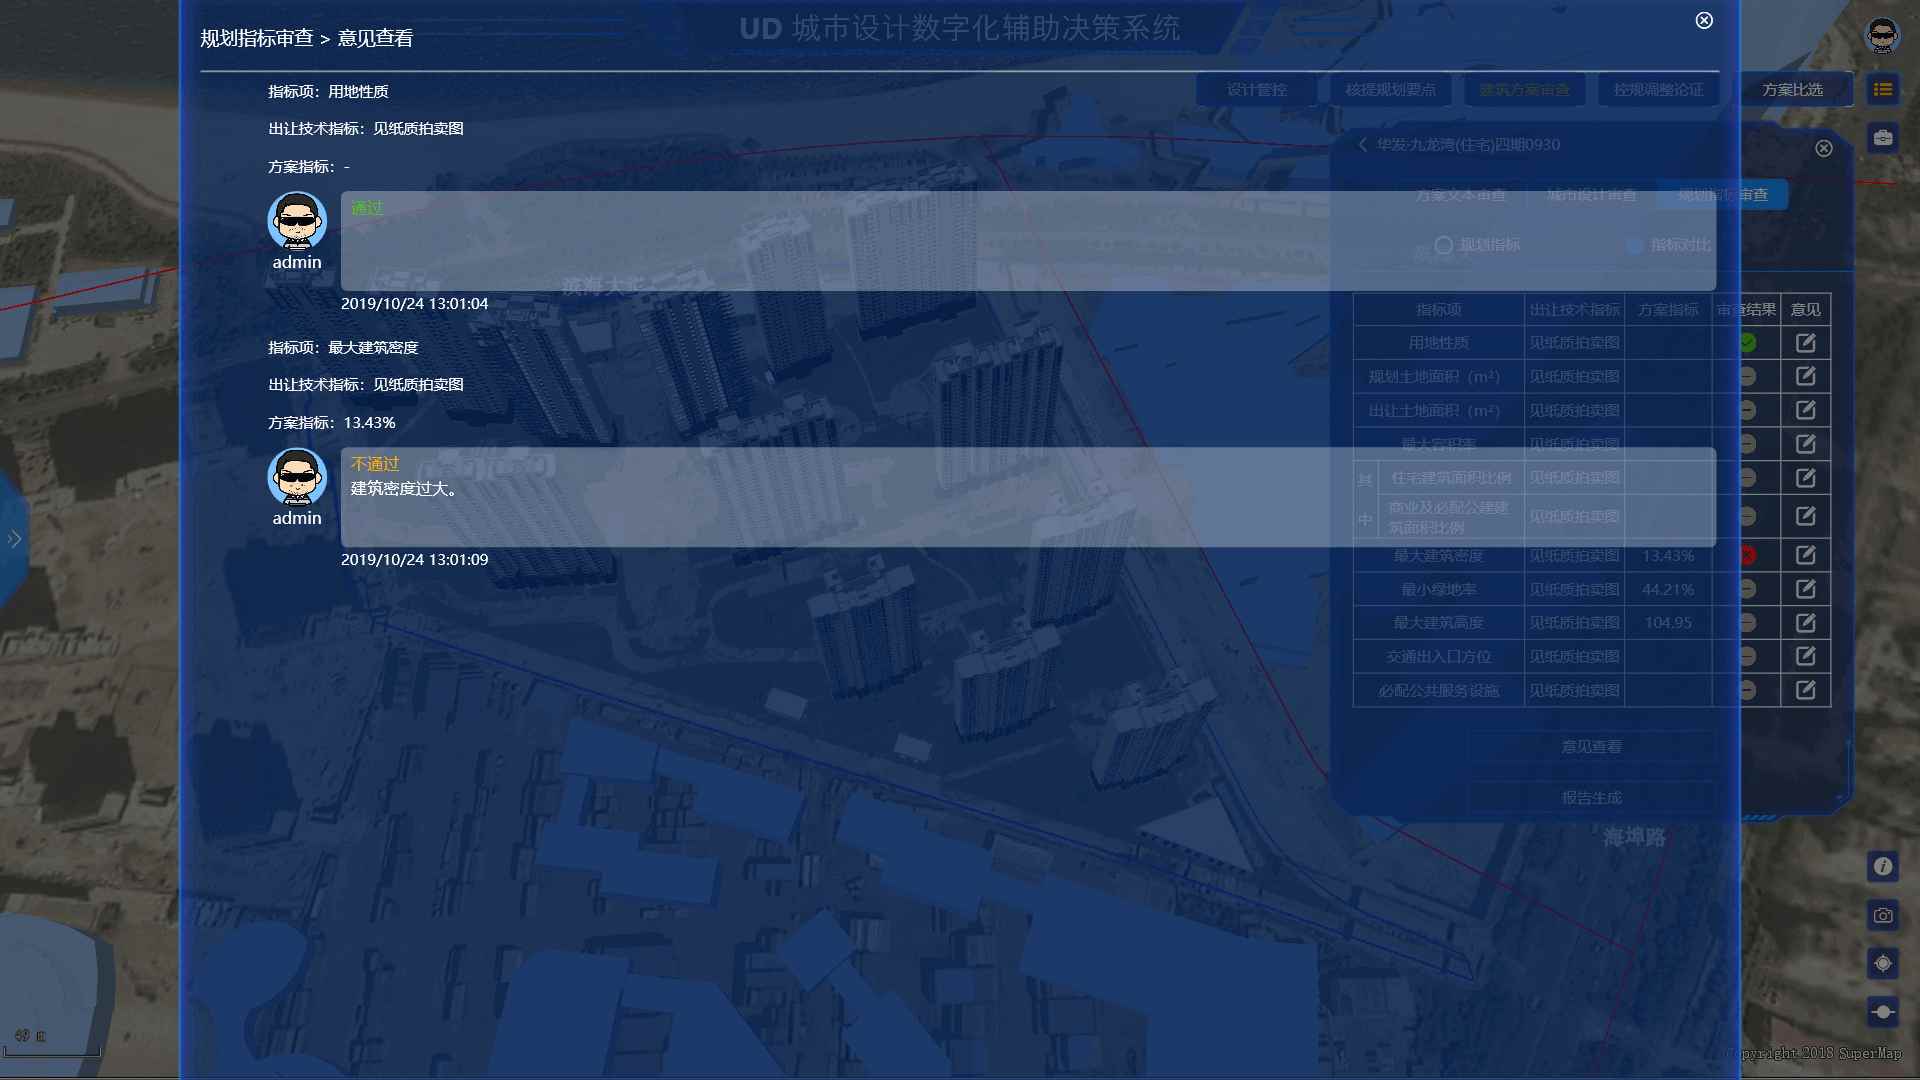 UD 城市设计数字化辅助决策系统
规划指标审查 > 意见查看
设计管控
核提规划要点
建筑方案审查
控规调整论证
方案比选
指标项：用地性质
出让技术指标：见纸质拍卖图
方案指标：-
通过
admin
2019/10/24 13:01:04
指标项：最大建筑密度
出让技术指标：见纸质拍卖图
方案指标：13.43%
不通过
建筑密度过大。
admin
2019/10/24 13:01:09
滨海大道
华发·九龙湾(住宅)四期0930
方案文本审查 城市设计审查 规划指标审查
规划指标 指标对比
指标项 出让技术指标 方案指标 审查结果 意见
用地性质 见纸质拍卖图
规划土地面积（m²） 见纸质拍卖图
出让土地面积（m²） 见纸质拍卖图
最大容积率 见纸质拍卖图
其中
住宅建筑面积比例 见纸质拍卖图
商业及必配公建建筑面积比例 见纸质拍卖图
最大建筑密度 见纸质拍卖图 13.43%
最小绿地率 见纸质拍卖图 44.21%
最大建筑高度 见纸质拍卖图 104.95
交通出入口方位 见纸质拍卖图
必配公共服务设施 见纸质拍卖图
意见查看
报告生成
海埠路
49 m
Copyright 2018 SuperMap